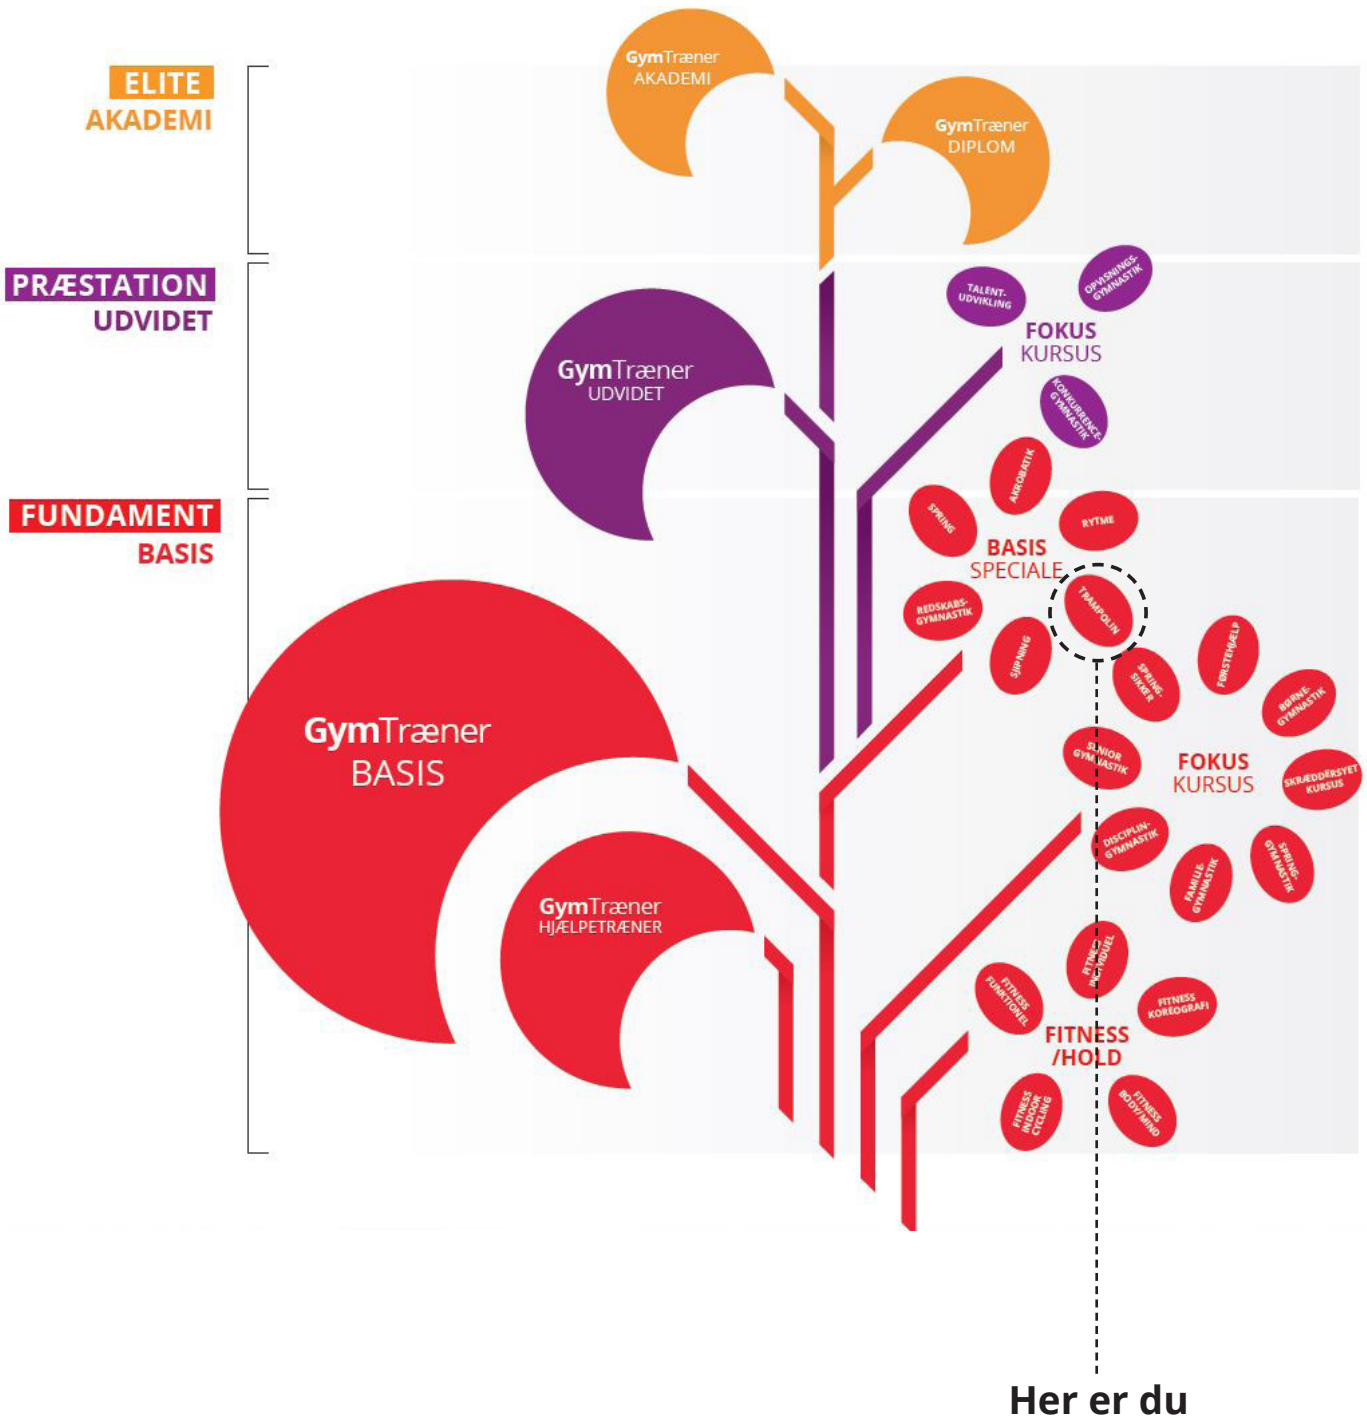 GymTræner
AKADEMI
ELITE
AKADEMI
GymTræner
DIPLOM
PRÆSTATION
UDVIDET
TALENT-
UDVIKLING
OPVISNINGS-
GYMNASTIK
FOKUS
KURSUS
KONKURRENCE-
GYMNASTIK
GymTræner
UDVIDET
FUNDAMENT
BASIS
AKROBATIK
SPRING
RYTME
BASIS
SPECIALE
REDSKABS-
GYMNASTIK
TRAMPOLIN
SJIPNING
SPRING-
SIKKER
FØRSTEHJÆLP
BØRNE-
GYMNASTIK
SENIOR
GYMNASTIK
FOKUS
KURSUS
SKRÆDDERSYET
KURSUS
DISCIPLIN-
GYMNASTIK
FAMILIE-
GYMNASTIK
SPRING-
GYMNASTIK
GymTræner
BASIS
GymTræner
HJÆLPETRÆNER
FITNESS
INDIVIDUEL
FITNESS
FUNKTIONEL
FITNESS
KOREOGRAFI
FITNESS
/HOLD
FITNESS
INDOOR
CYCLING
FITNESS
BODY/MIND
Her er du